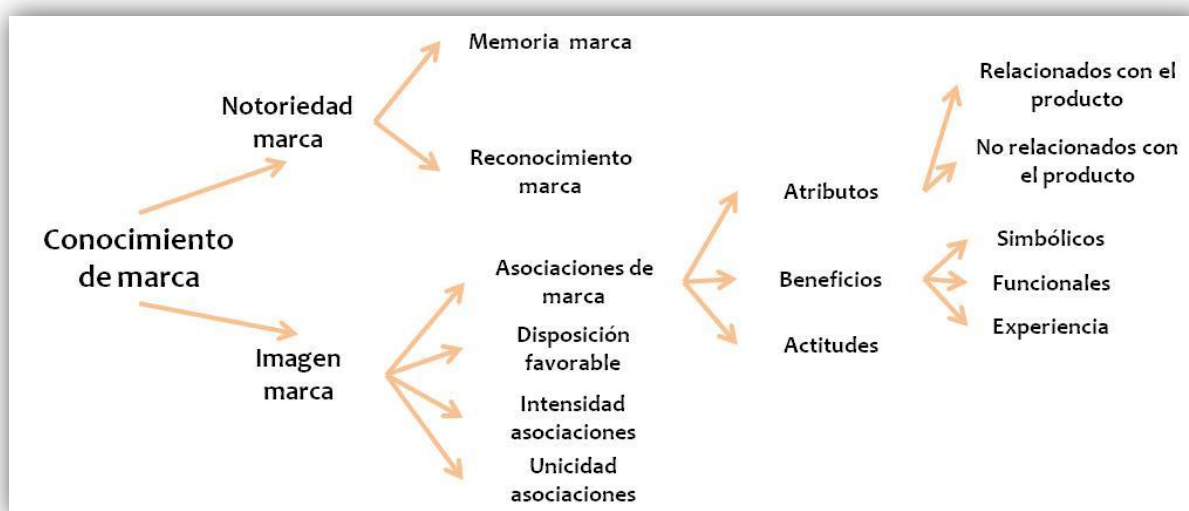 Conocimiento
de marca
Notoriedad
marca
Memoria marca
Reconocimiento
marca
Imagen
marca
Asociaciones de
marca
Disposición
favorable
Intensidad
asociaciones
Unicidad
asociaciones
Atributos
Relacionados con el
producto
No relacionados con
el producto
Beneficios
Simbólicos
Funcionales
Experiencia
Actitudes